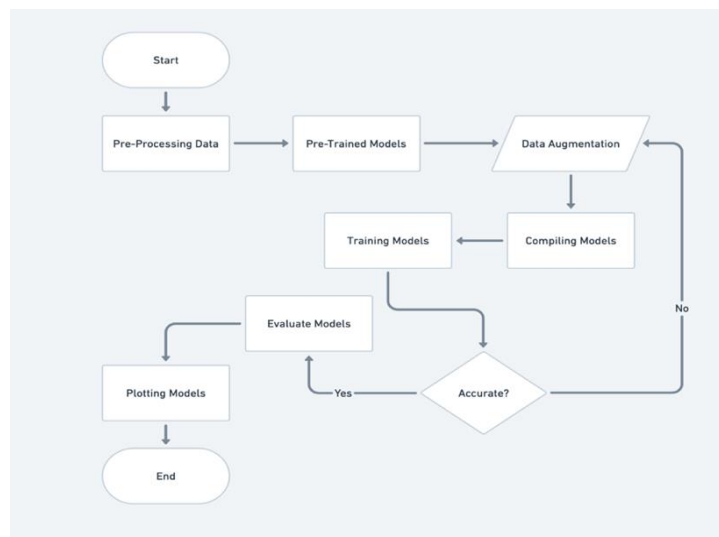 Start
Pre-Processing Data
Pre-Trained Models
Data Augmentation
Compiling Models
Training Models
Accurate?
No
Yes
Evaluate Models
Plotting Models
End